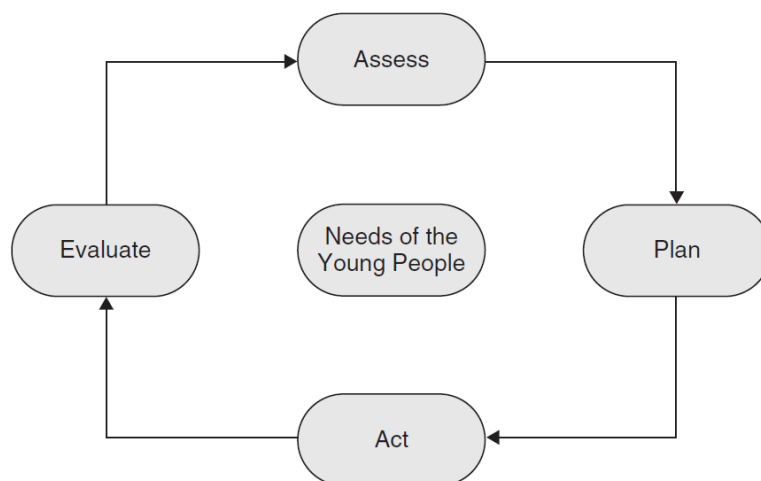 Assess
Evaluate
Needs of the
Young People
Plan
Act